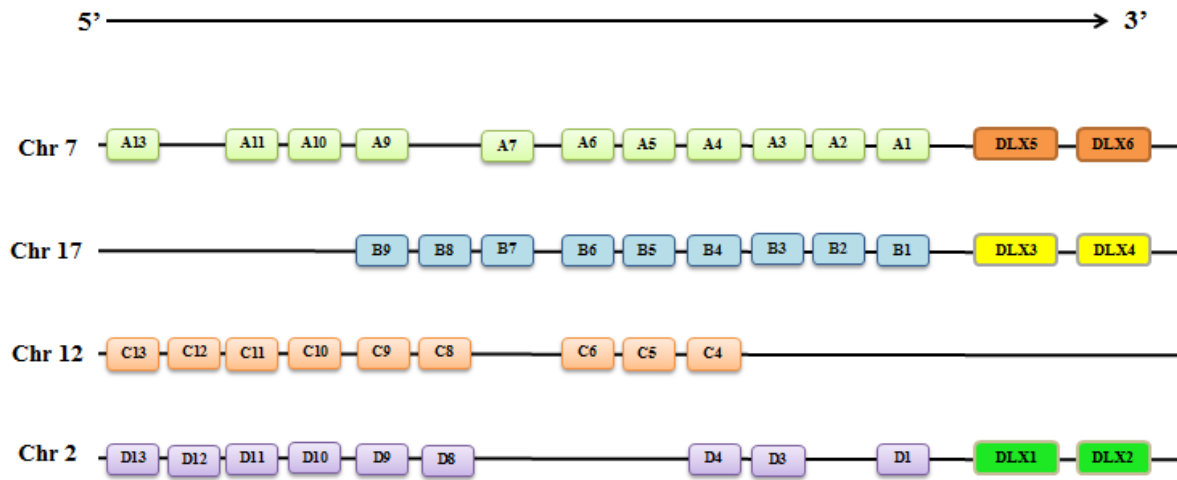 5’ 3’
Chr 7 A13 A11 A10 A9 A7 A6 A5 A4 A3 A2 A1 DLX5 DLX6
Chr 17 B9 B8 B7 B6 B5 B4 B3 B2 B1 DLX3 DLX4
Chr 12 C13 C12 C11 C10 C9 C8 C6 C5 C4
Chr 2 D13 D12 D11 D10 D9 D8 D4 D3 D1 DLX1 DLX2